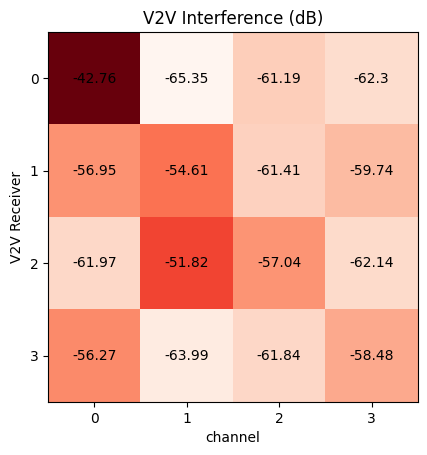 V2V Interference (dB)
0 -42.76 -65.35 -61.19 -62.3
1 -56.95 -54.61 -61.41 -59.74
2 -61.97 -51.82 -57.04 -62.14
3 -56.27 -63.99 -61.84 -58.48
V2V Receiver
0 1 2 3
channel